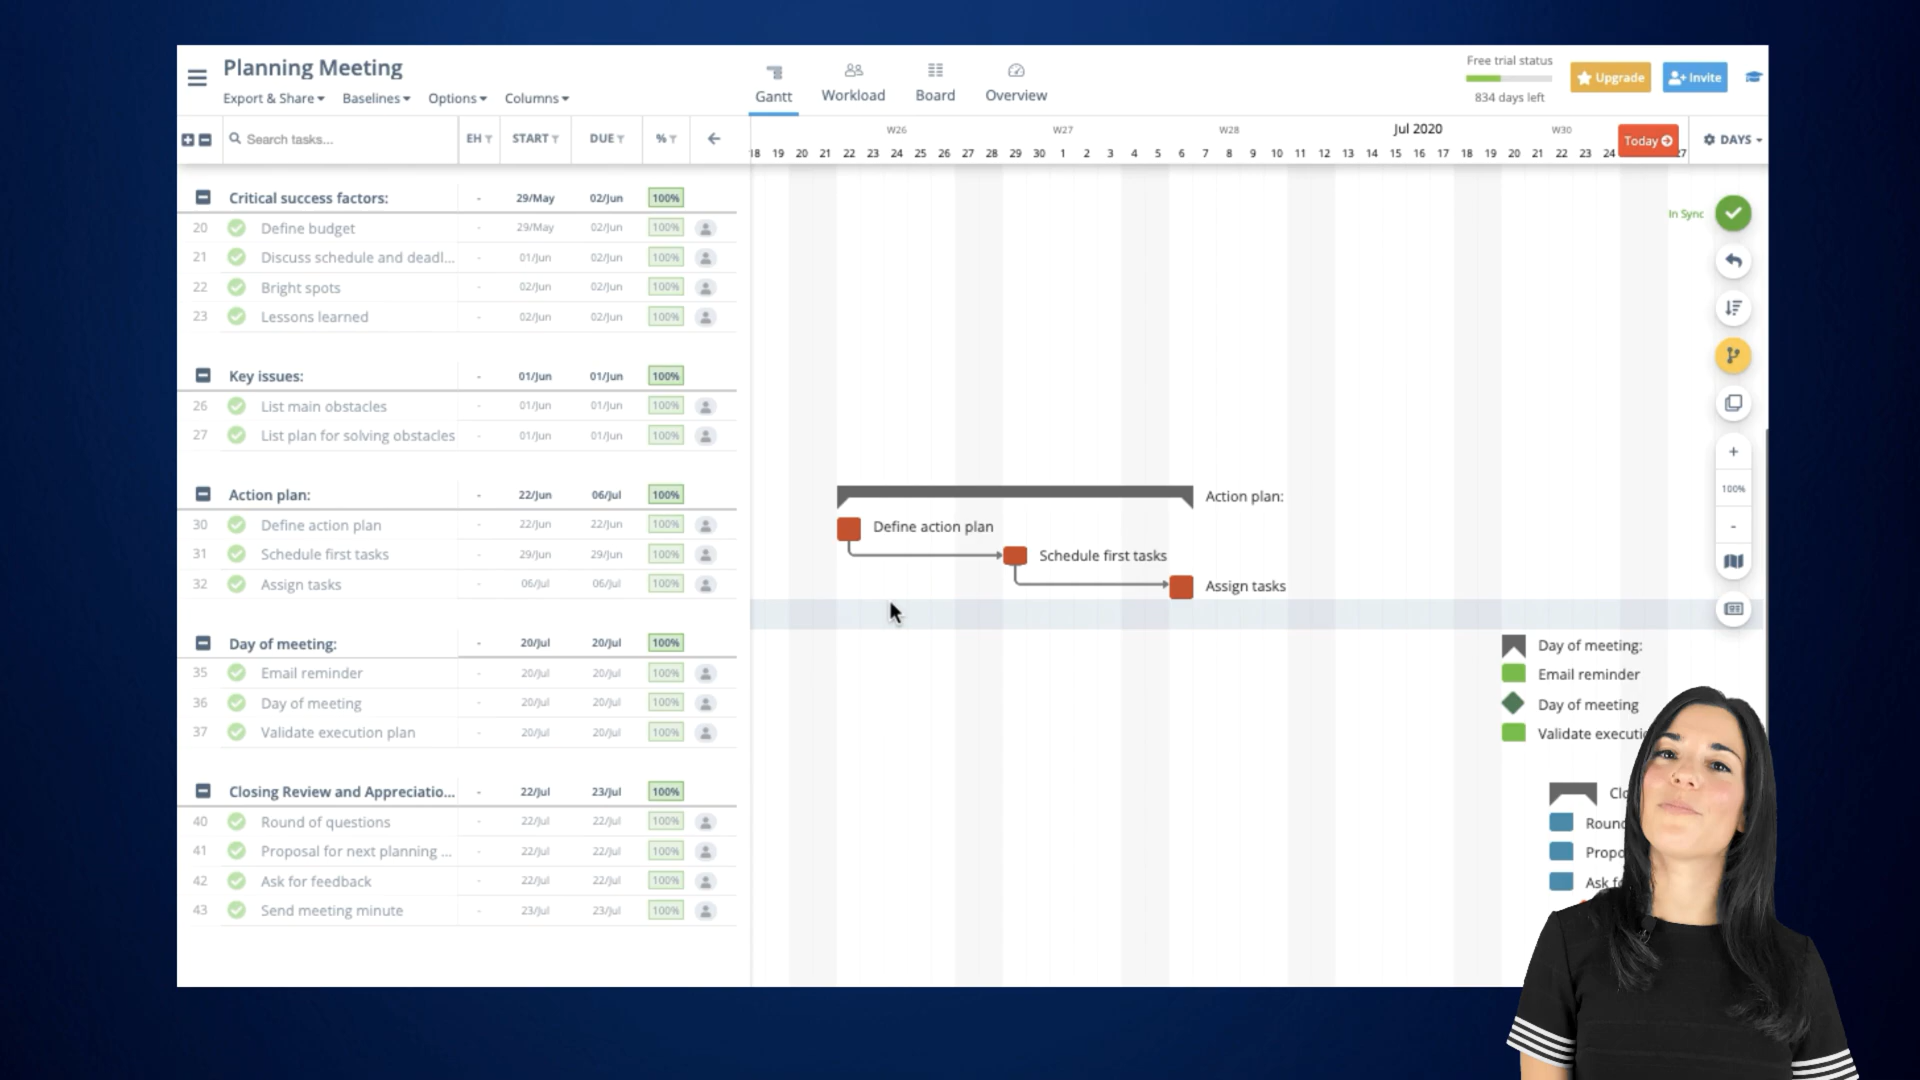 Planning Meeting
Export & Share Baselines Options Columns
Gantt Workload Board Overview
Free trial status
834 days left
Upgrade
Invite
Search tasks... EH START DUE %
W26 W27 W28 Jul 2020 W30
18 19 20 21 22 23 24 25 26 27 28 29 30 1 2 3 4 5 6 7 8 9 10 11 12 13 14 15 16 17 18 19 20 21 22 23 24 27
Today
DAYS
Critical success factors: - 29/May 02/Jun 100%
20 Define budget - 29/May 02/Jun 100%
21 Discuss schedule and deadl... - 01/Jun 02/Jun 100%
22 Bright spots - 02/Jun 02/Jun 100%
23 Lessons learned - 02/Jun 02/Jun 100%
Key issues: - 01/Jun 01/Jun 100%
26 List main obstacles - 01/Jun 01/Jun 100%
27 List plan for solving obstacles - 01/Jun 01/Jun 100%
Action plan: - 22/Jun 06/Jul 100%
30 Define action plan - 22/Jun 22/Jun 100%
31 Schedule first tasks - 29/Jun 29/Jun 100%
32 Assign tasks - 06/Jul 06/Jul 100%
Day of meeting: - 20/Jul 20/Jul 100%
35 Email reminder - 20/Jul 20/Jul 100%
36 Day of meeting - 20/Jul 20/Jul 100%
37 Validate execution plan - 20/Jul 20/Jul 100%
Closing Review and Appreciatio... - 22/Jul 23/Jul 100%
40 Round of questions - 22/Jul 22/Jul 100%
41 Proposal for next planning ... - 22/Jul 22/Jul 100%
42 Ask for feedback - 22/Jul 22/Jul 100%
43 Send meeting minute - 23/Jul 23/Jul 100%
In Sync
+
100%
-
Action plan:
Define action plan
Schedule first tasks
Assign tasks
Day of meeting:
Email reminder
Day of meeting
Validate executi
Clo
Round
Propo
Ask fo